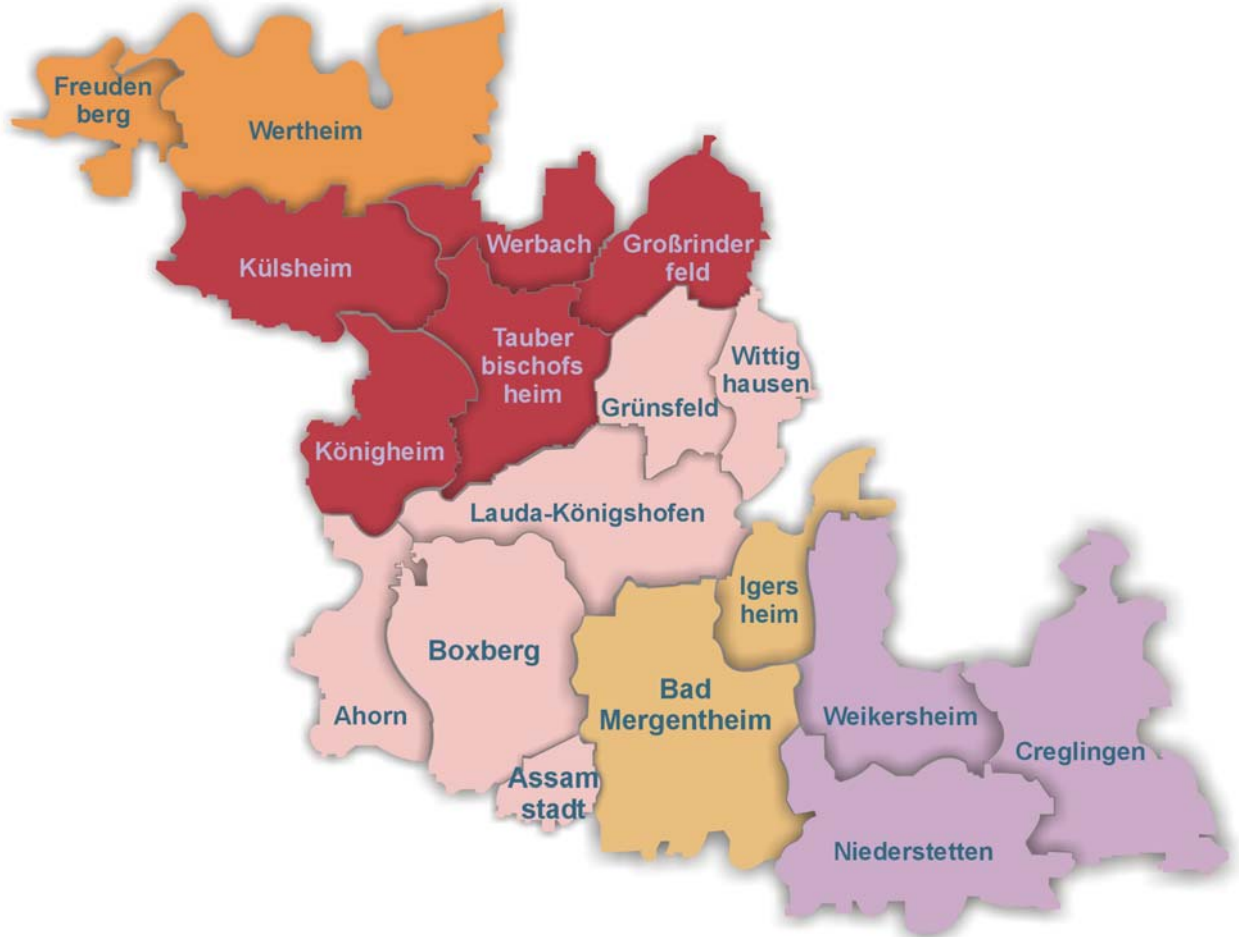 Freuden
berg
Wertheim
Külsheim
Werbach
Großrinder
feld
Tauber
bischofs
heim
Wittig
hausen
Grünsfeld
Königheim
Lauda-Königshofen
Igers
heim
Boxberg
Bad
Mergentheim
Ahorn
Weikersheim
Creglingen
Assam
stadt
Niederstetten